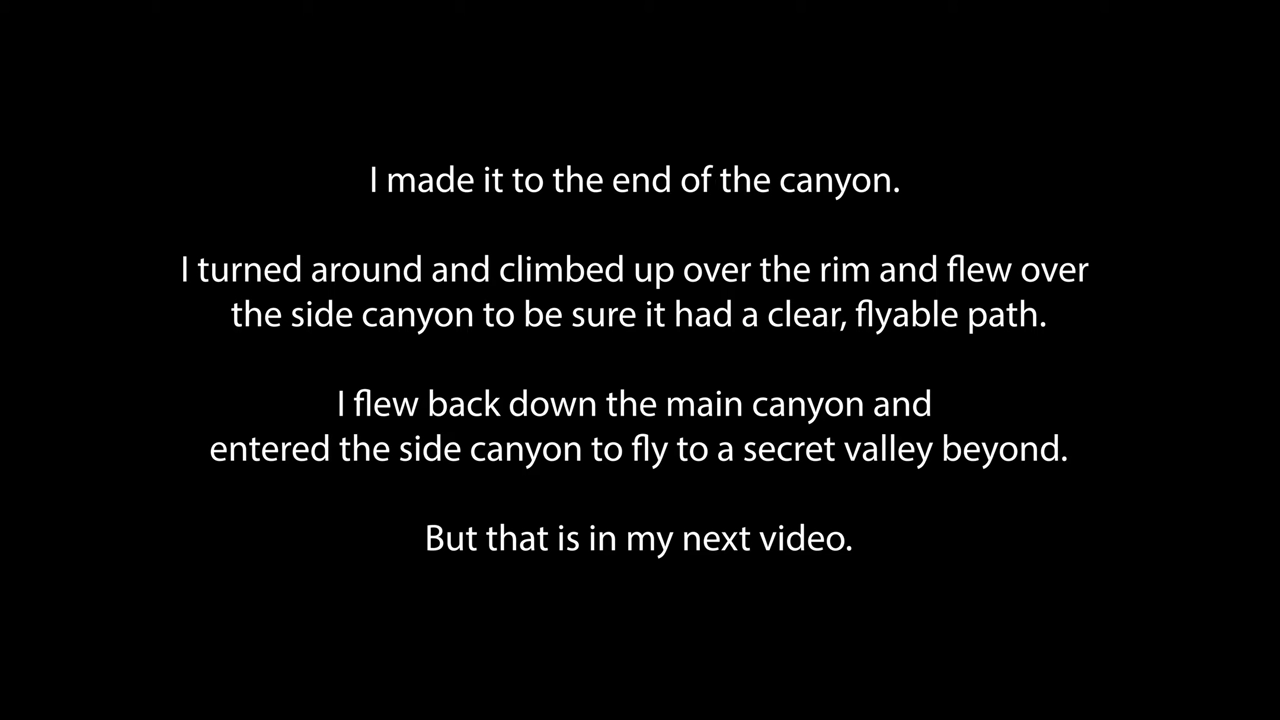 I made it to the end of the canyon.
I turned around and climbed up over the rim and flew over
the side canyon to be sure it had a clear, flyable path.
I flew back down the main canyon and
entered the side canyon to fly to a secret valley beyond.
But that is in my next video.